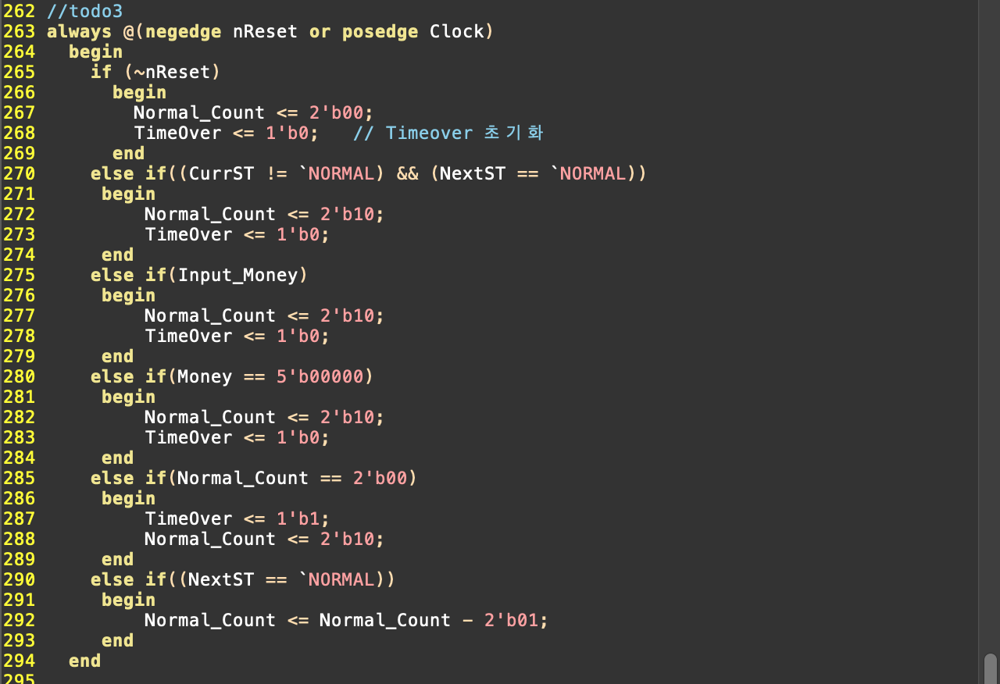 262 //todo3
263 always @(negedge nReset or posedge Clock)
264   begin
265     if (~nReset)
266       begin
267         Normal_Count <= 2'b00;
268         TimeOver <= 1'b0;   // Timeover 초기화
269       end
270     else if((CurrST != `NORMAL) && (NextST == `NORMAL))
271      begin
272          Normal_Count <= 2'b10;
273          TimeOver <= 1'b0;
274      end
275     else if(Input_Money)
276      begin
277          Normal_Count <= 2'b10;
278          TimeOver <= 1'b0;
279      end
280     else if(Money == 5'b00000)
281      begin
282          Normal_Count <= 2'b10;
283          TimeOver <= 1'b0;
284      end
285     else if(Normal_Count == 2'b00)
286      begin
287          TimeOver <= 1'b1;
288          Normal_Count <= 2'b10;
289      end
290     else if((NextST == `NORMAL))
291      begin
292          Normal_Count <= Normal_Count - 2'b01;
293      end
294   end
295